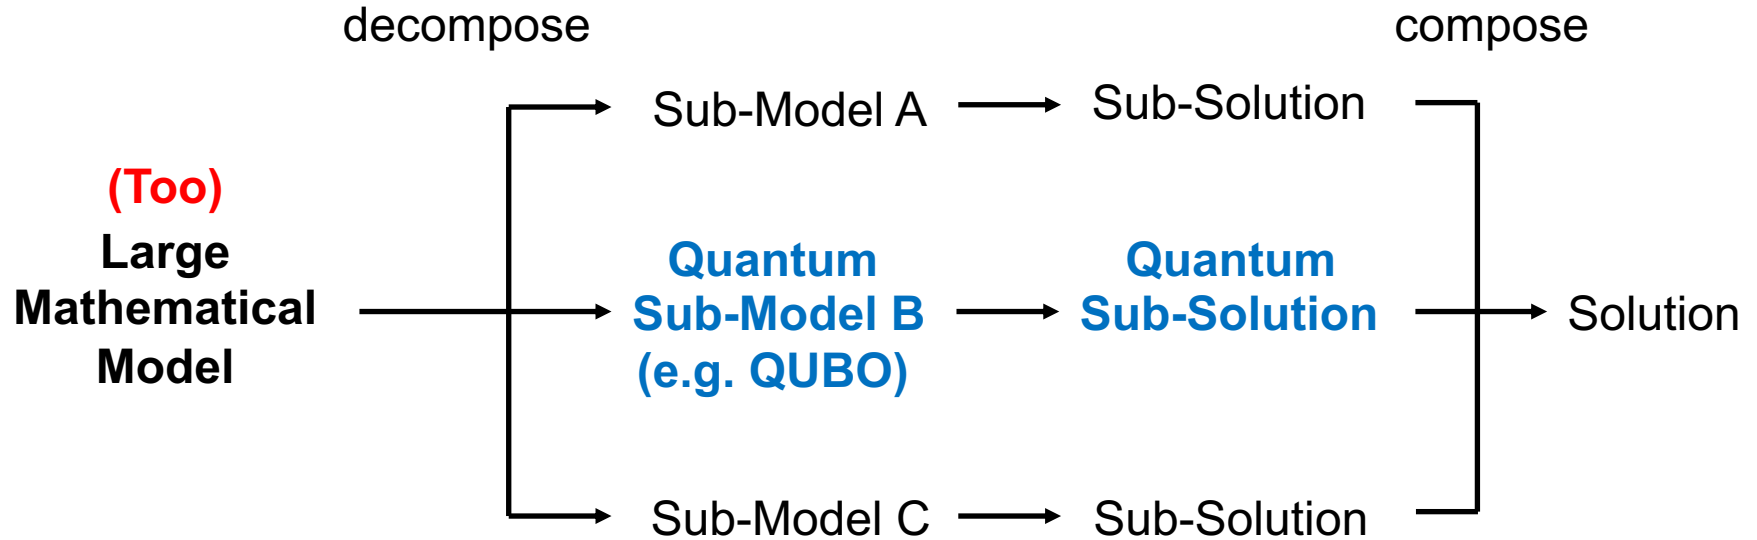 decompose
compose
Sub-Model A
Sub-Solution
(Too)
Large
Mathematical
Model
Quantum
Sub-Model B
(e.g. QUBO)
Quantum
Sub-Solution
Solution
Sub-Model C
Sub-Solution